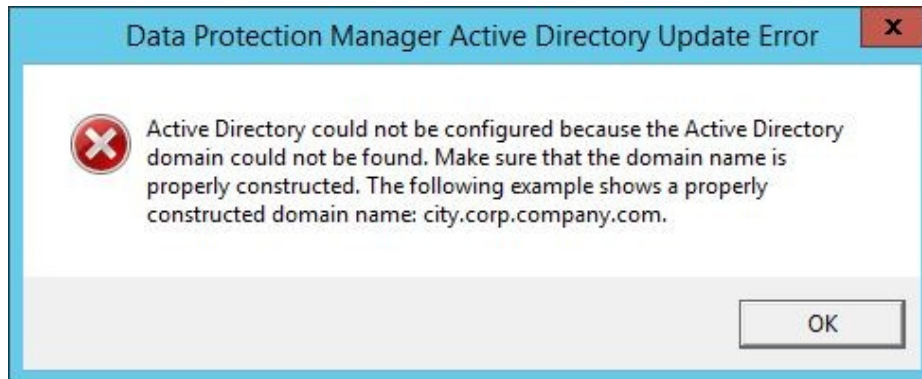 Data Protection Manager Active Directory Update Error
x
Active Directory could not be configured because the Active Directory
domain could not be found. Make sure that the domain name is
properly constructed. The following example shows a properly
constructed domain name: city.corp.company.com.
OK